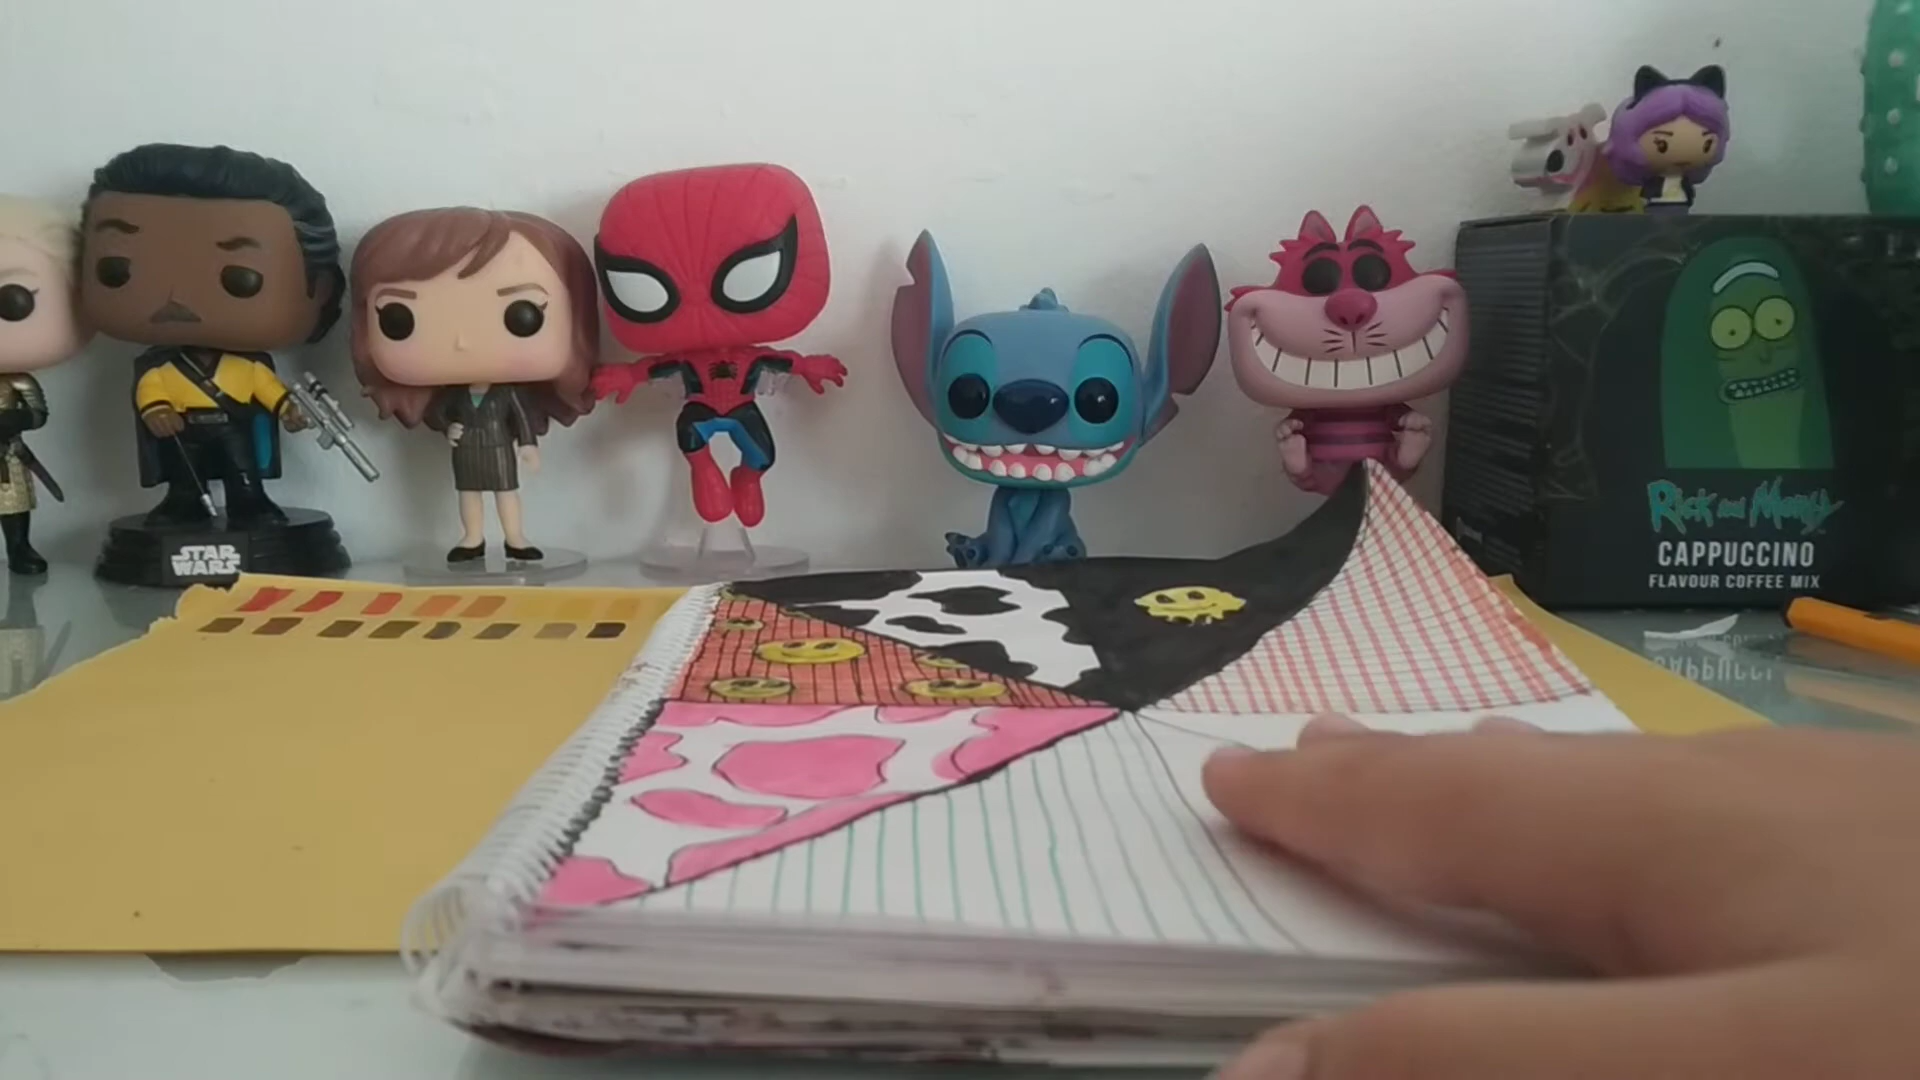 STAR
WARS
Rick and Morty
CAPPUCCINO
FLAVOUR COFFEE MIX